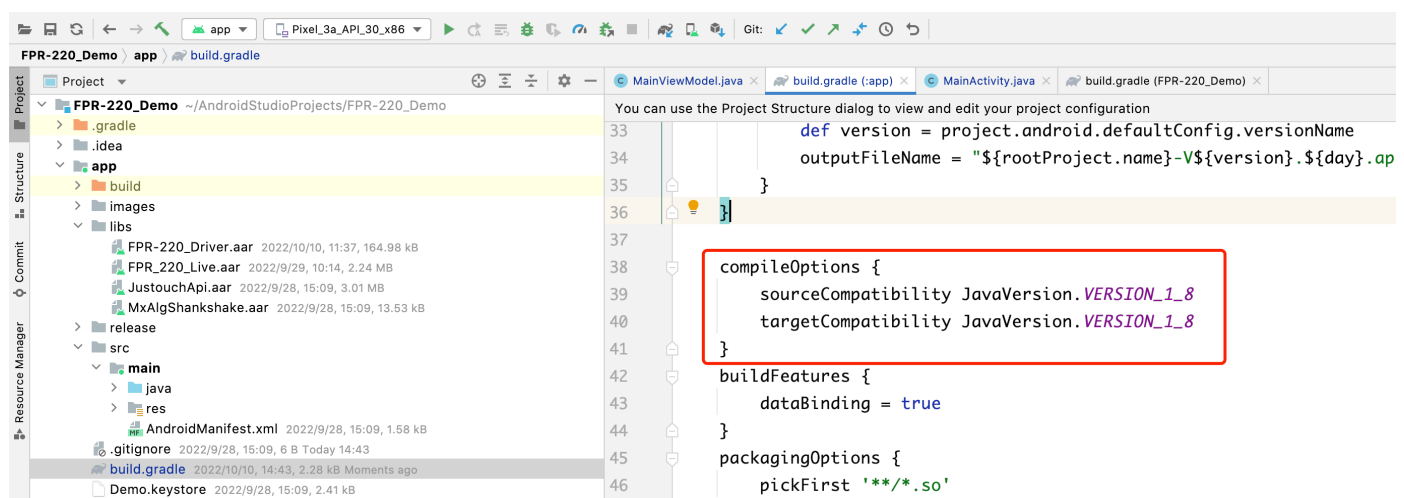 app
Pixel_3a_API_30_x86
Git:
FPR-220_Demo
app
build.gradle
Project
MainViewModel.java
build.gradle (:app)
MainActivity.java
build.gradle (FPR-220_Demo)
Project
Structure
Commit
Resource Manager
FPR-220_Demo ~/AndroidStudioProjects/FPR-220_Demo
.gradle
.idea
app
build
images
libs
FPR-220_Driver.aar 2022/10/10, 11:37, 164.98 kB
FPR_220_Live.aar 2022/9/29, 10:14, 2.24 MB
JustouchApi.aar 2022/9/28, 15:09, 3.01 MB
MxAlgShankshake.aar 2022/9/28, 15:09, 13.53 kB
release
src
main
java
res
MF AndroidManifest.xml 2022/9/28, 15:09, 1.58 kB
.gitignore 2022/9/28, 15:09, 6 B Today 14:43
build.gradle 2022/10/10, 14:43, 2.28 kB Moments ago
Demo.keystore 2022/9/28, 15:09, 2.41 kB
You can use the Project Structure dialog to view and edit your project configuration
33 def version = project.android.defaultConfig.versionName
34 outputFileName = "${rootProject.name}-V${version}.${day}.ap
35 }
36 }
37
38 compileOptions {
39 sourceCompatibility JavaVersion.VERSION_1_8
40 targetCompatibility JavaVersion.VERSION_1_8
41 }
42 buildFeatures {
43 dataBinding = true
44 }
45 packagingOptions {
46 pickFirst '**/*.so'